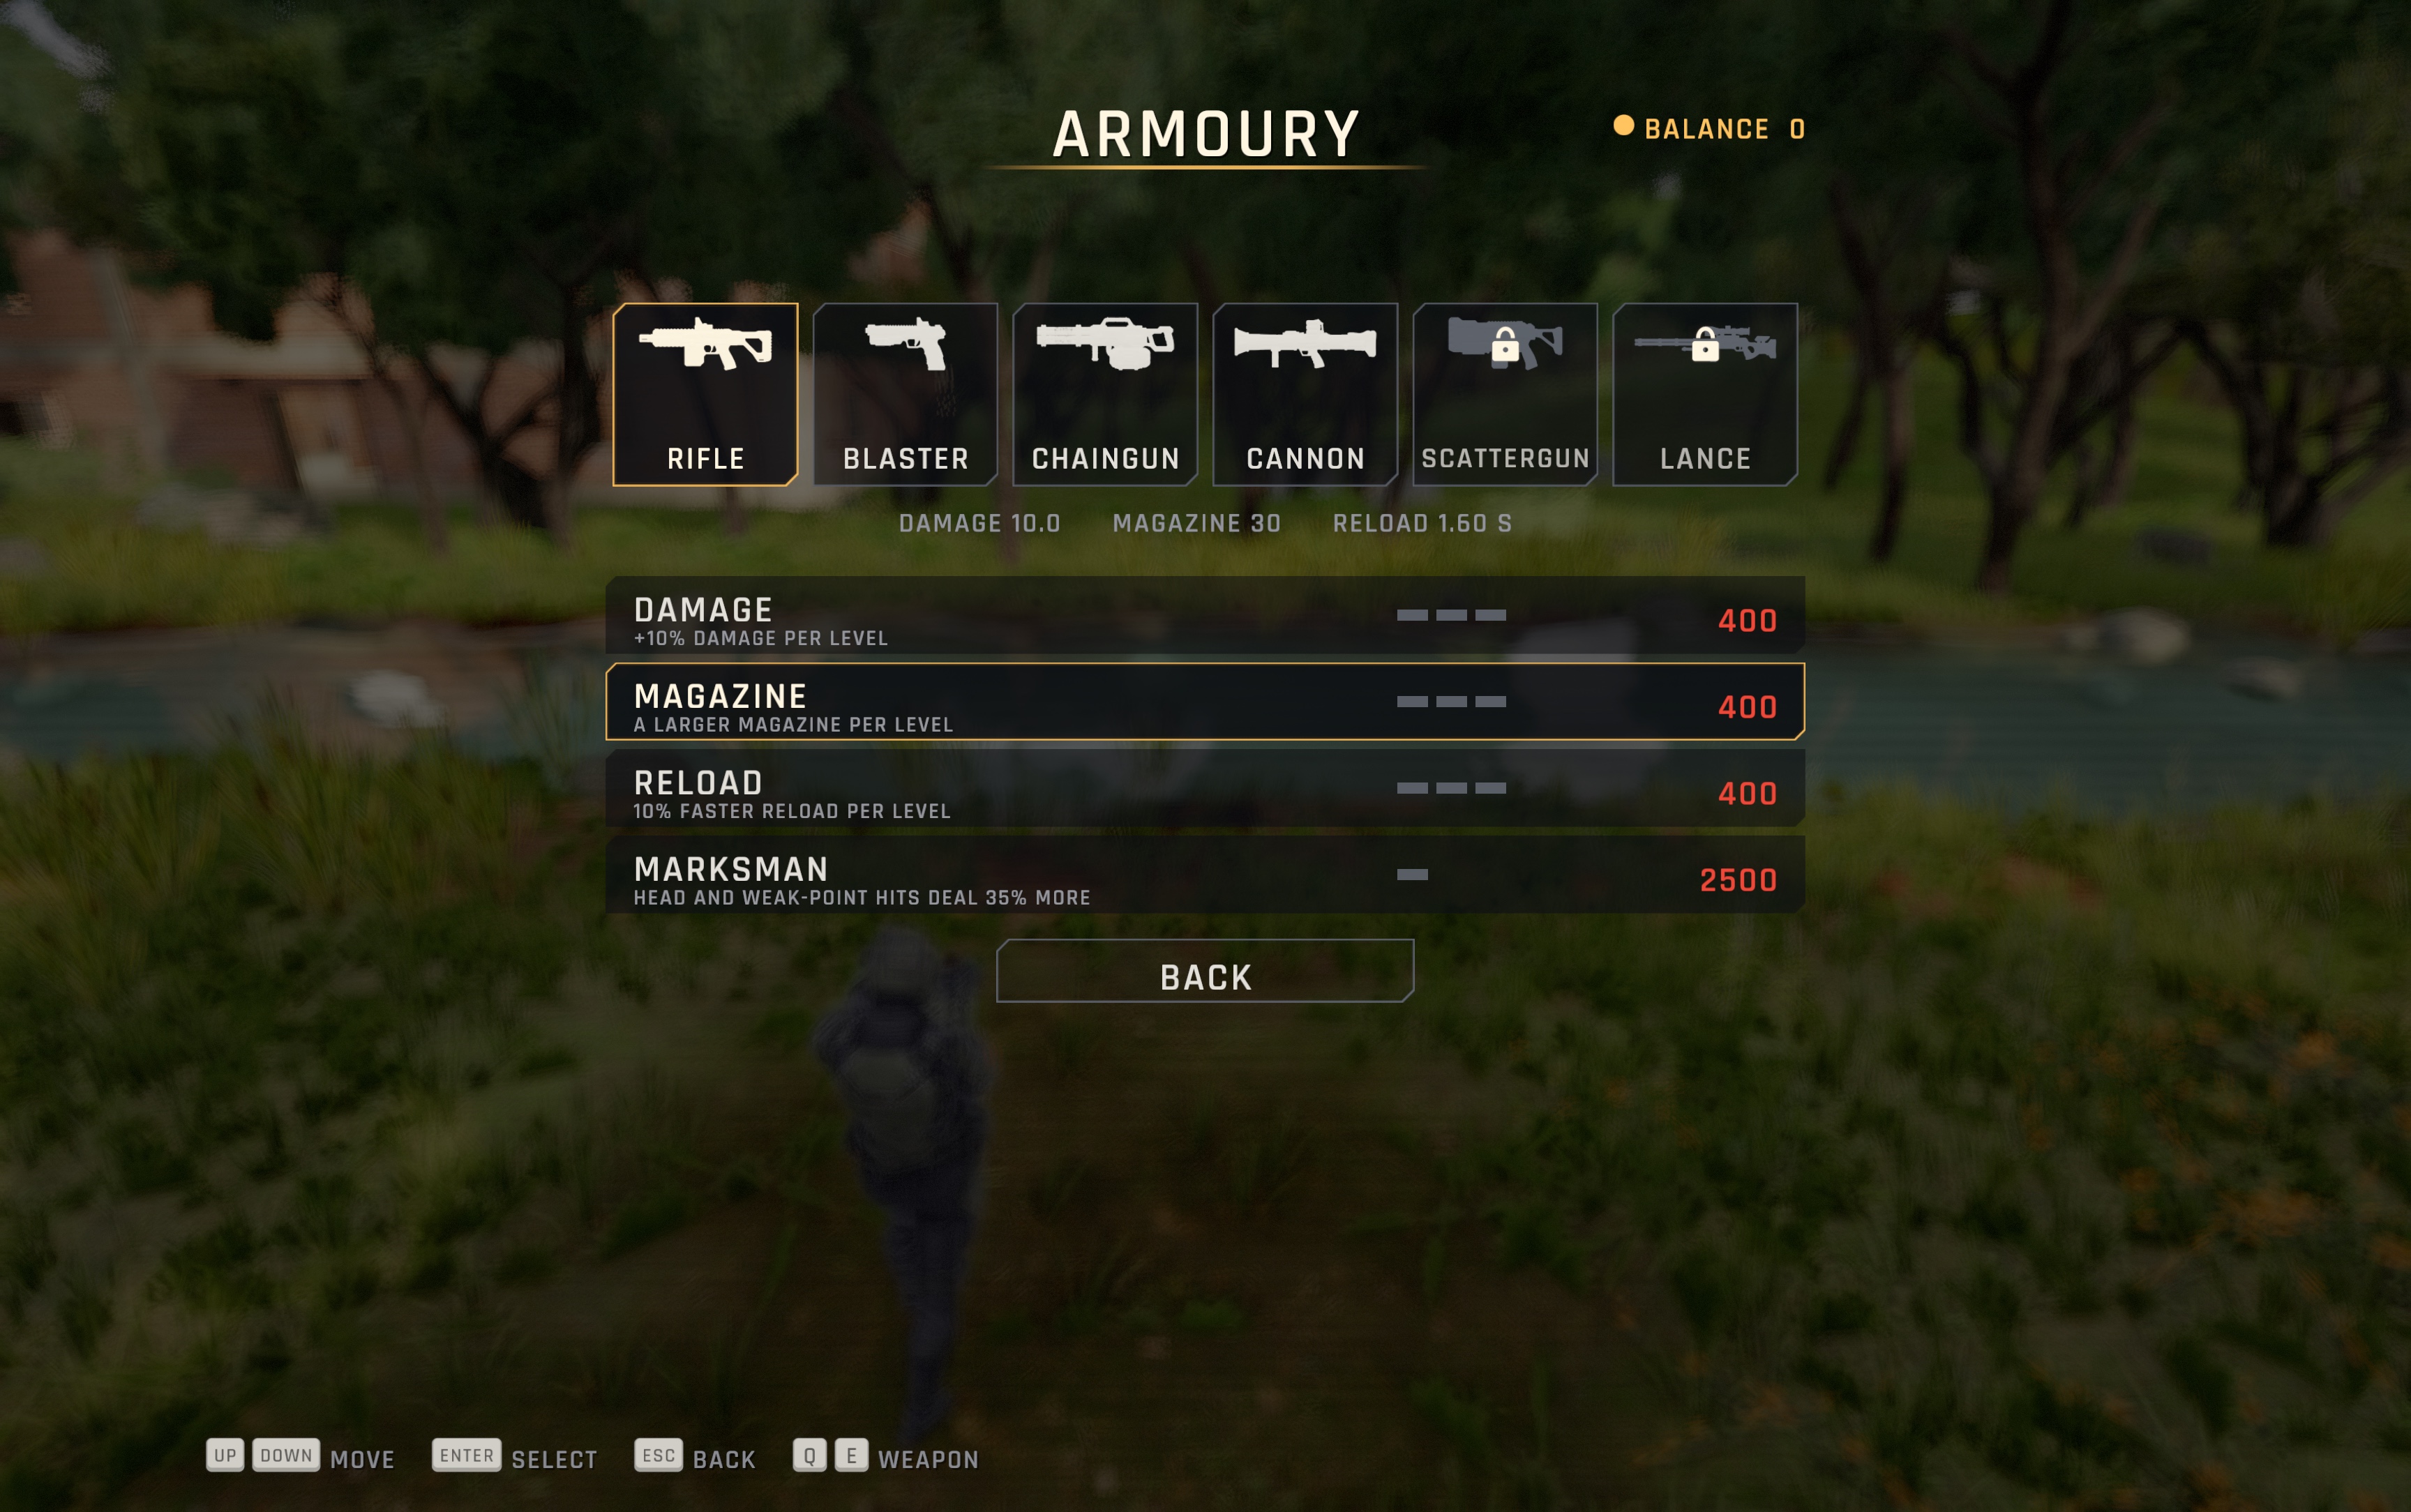 ARMOURY
BALANCE 0
RIFLE
BLASTER
CHAINGUN
CANNON
SCATTERGUN
LANCE
DAMAGE 10.0 MAGAZINE 30 RELOAD 1.60 S
DAMAGE
+10% DAMAGE PER LEVEL
400
MAGAZINE
A LARGER MAGAZINE PER LEVEL
400
RELOAD
10% FASTER RELOAD PER LEVEL
400
MARKSMAN
HEAD AND WEAK-POINT HITS DEAL 35% MORE
2500
BACK
UP DOWN MOVE ENTER SELECT ESC BACK Q E WEAPON